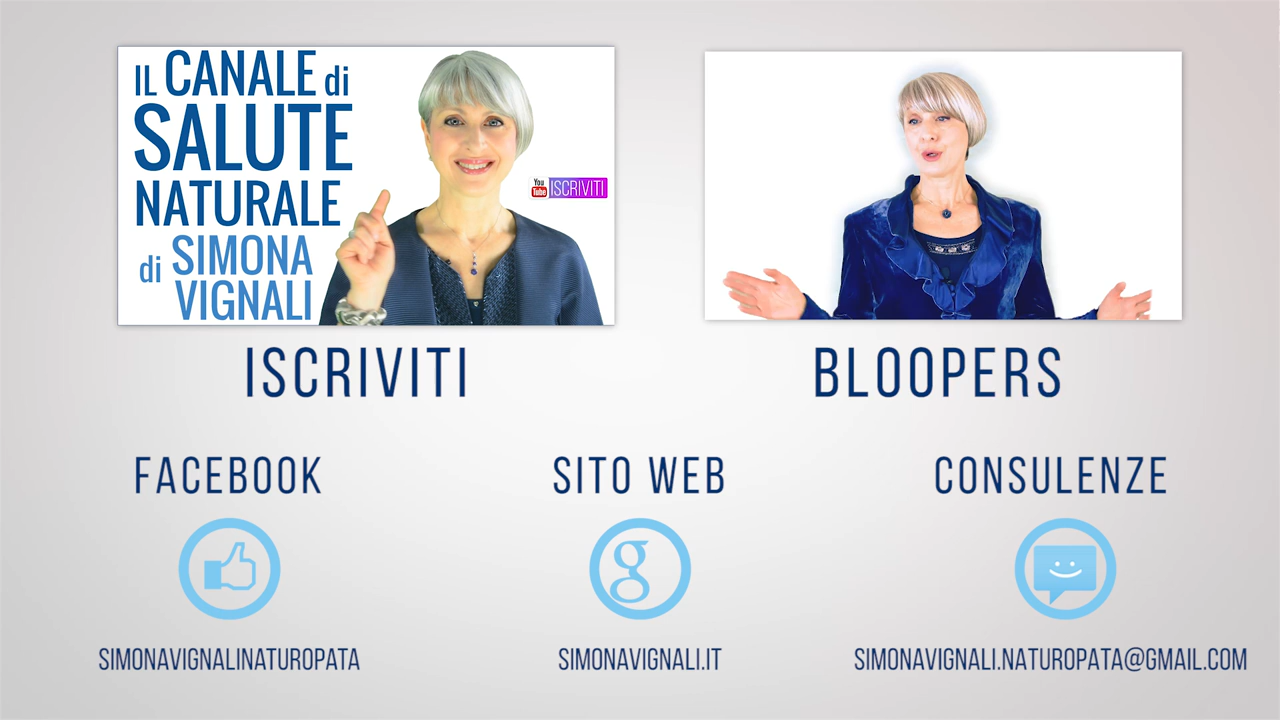 IL CANALE di
SALUTE
NATURALE
di SIMONA
VIGNALI
You
Tube ISCRIVITI
ISCRIVITI
BLOOPERS
FACEBOOK
SITO WEB
CONSULENZE
g
SIMONAVIGNALINATUROPATA
SIMONAVIGNALI.IT
SIMONAVIGNALI.NATUROPATA@GMAIL.COM